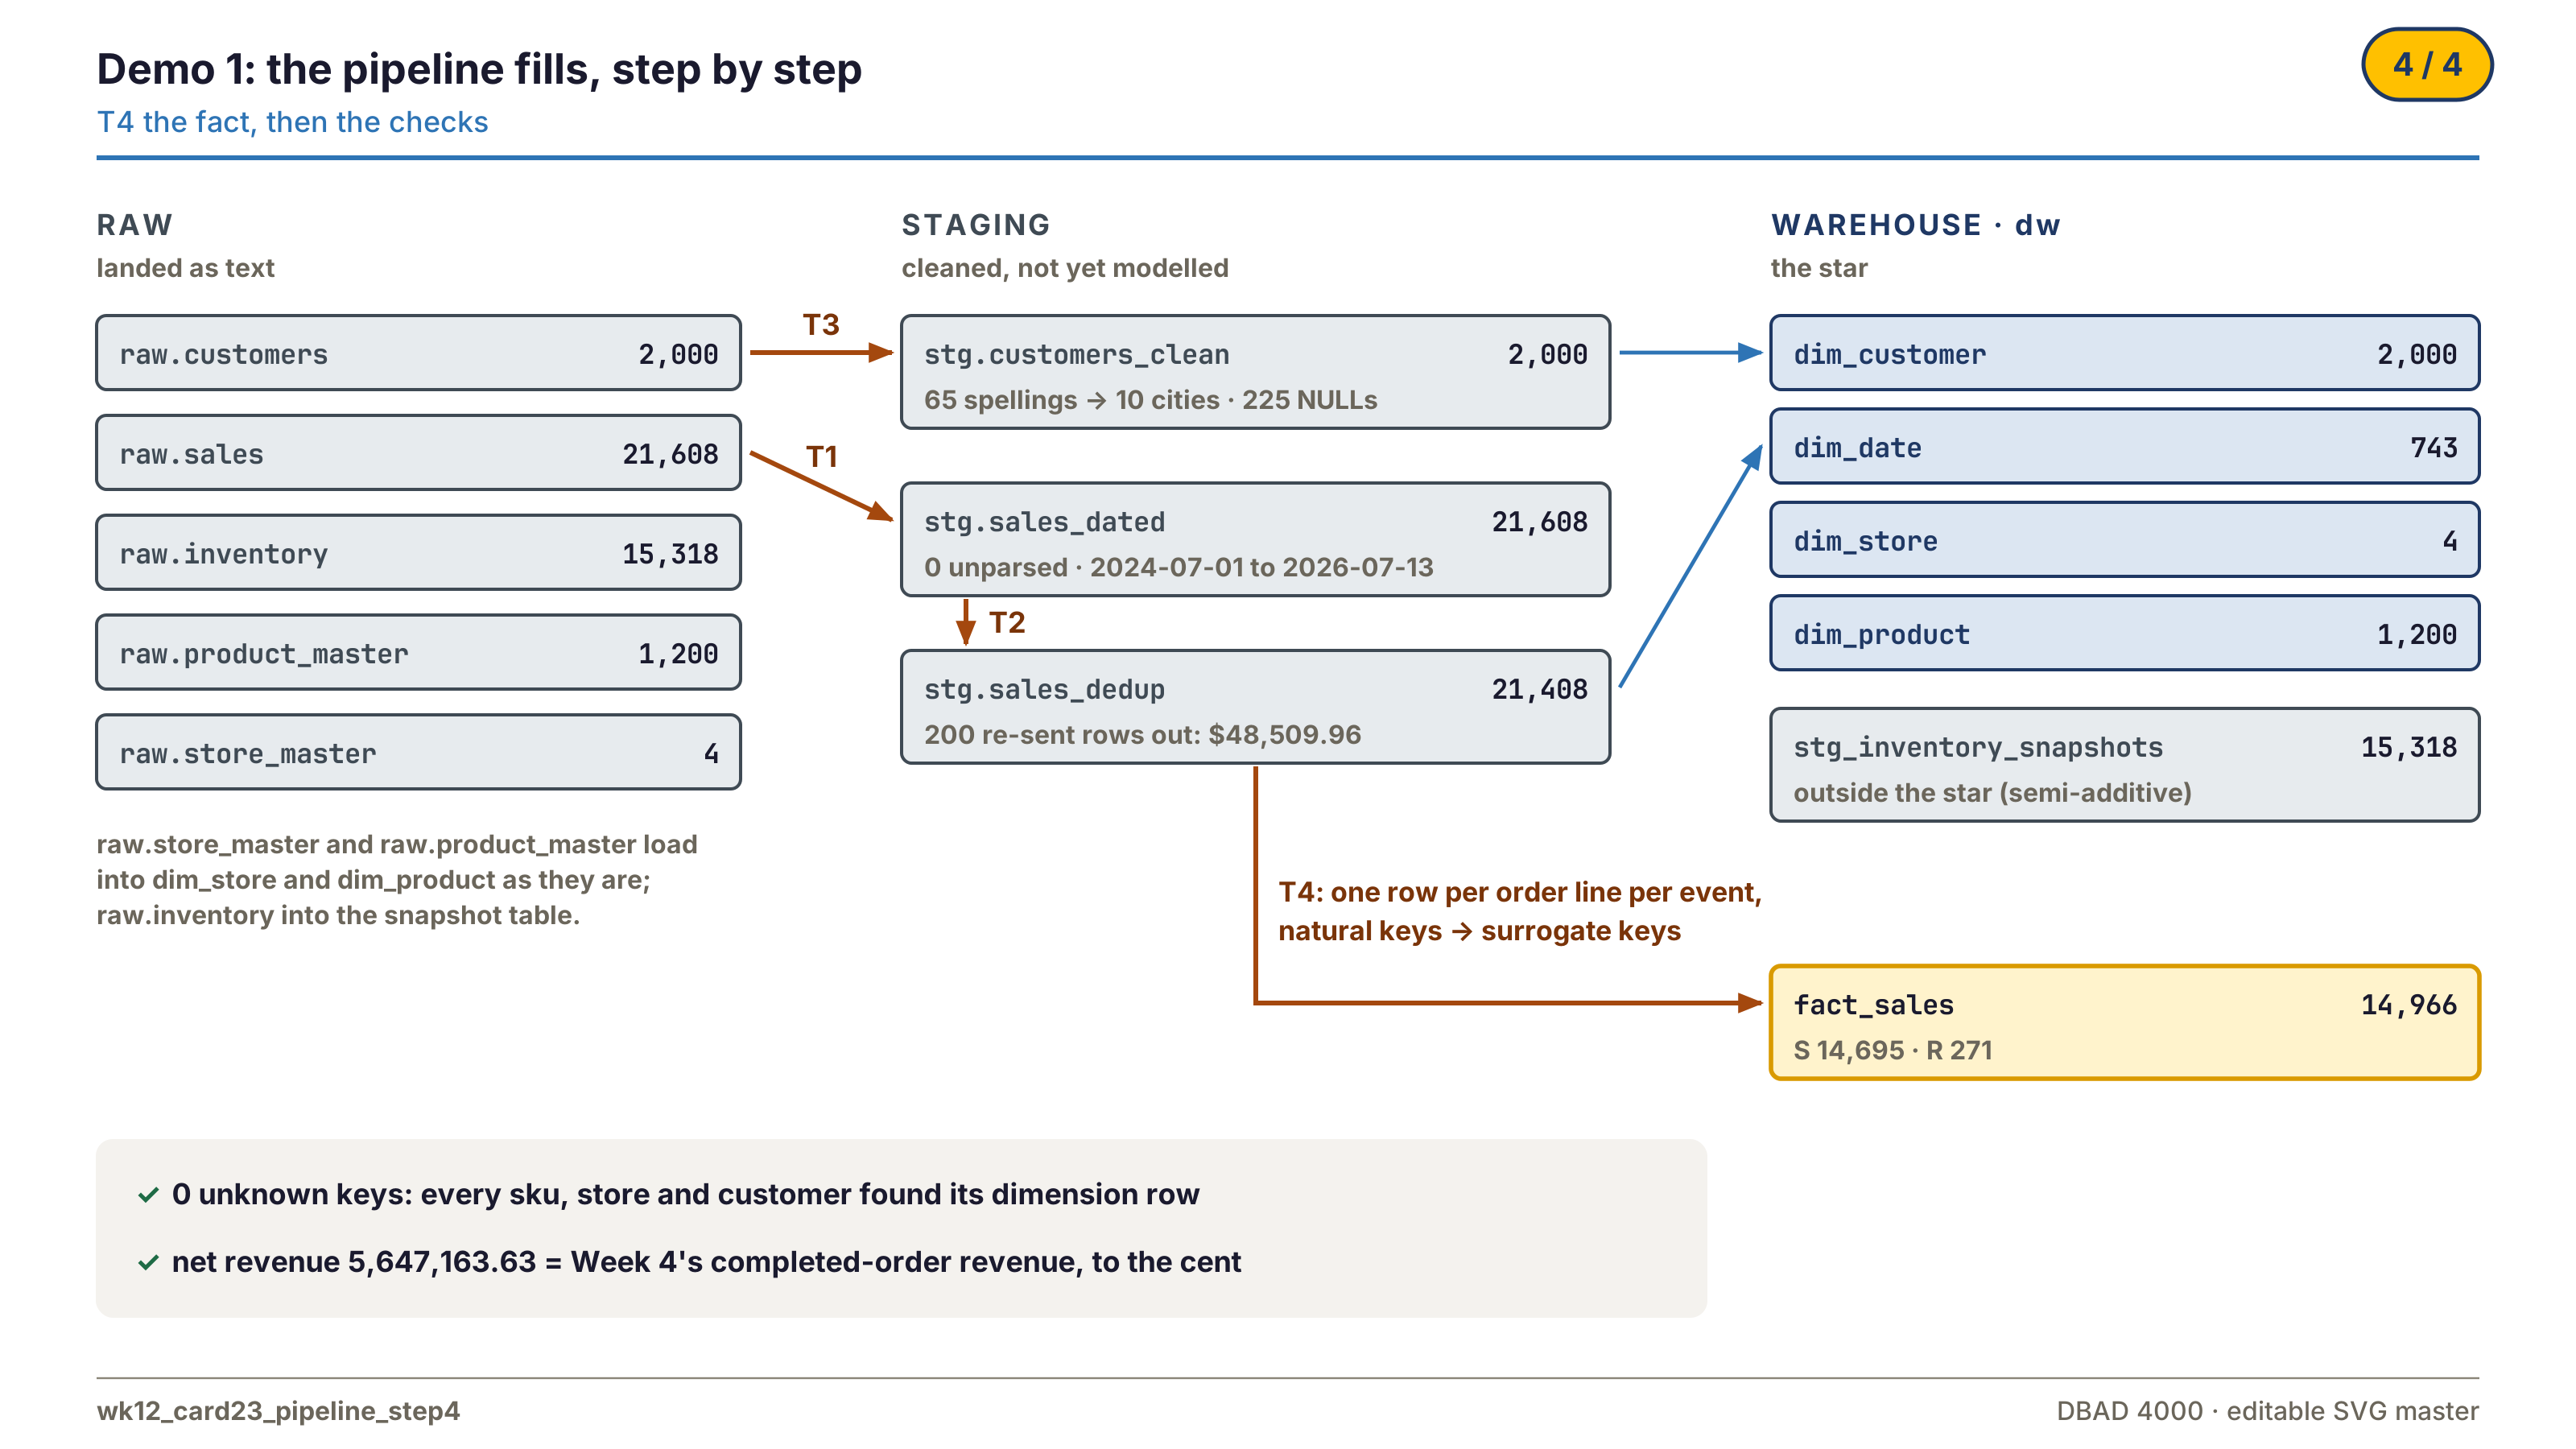 Demo 1: the pipeline fills, step by step
4 / 4
T4 the fact, then the checks
RAW
landed as text
raw.customers 2,000
raw.sales 21,608
raw.inventory 15,318
raw.product_master 1,200
raw.store_master 4
raw.store_master and raw.product_master load
into dim_store and dim_product as they are;
raw.inventory into the snapshot table.
T3
T1
STAGING
cleaned, not yet modelled
stg.customers_clean 2,000
65 spellings → 10 cities · 225 NULLs
stg.sales_dated 21,608
0 unparsed · 2024-07-01 to 2026-07-13
T2
stg.sales_dedup 21,408
200 re-sent rows out: $48,509.96
T4: one row per order line per event,
natural keys → surrogate keys
WAREHOUSE · dw
the star
dim_customer 2,000
dim_date 743
dim_store 4
dim_product 1,200
stg_inventory_snapshots 15,318
outside the star (semi-additive)
fact_sales 14,966
S 14,695 · R 271
✓ 0 unknown keys: every sku, store and customer found its dimension row
✓ net revenue 5,647,163.63 = Week 4's completed-order revenue, to the cent
wk12_card23_pipeline_step4
DBAD 4000 · editable SVG master